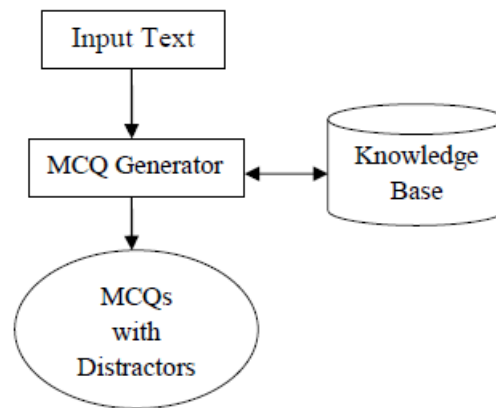 Input Text
MCQ Generator
Knowledge
Base
MCQs
with
Distractors